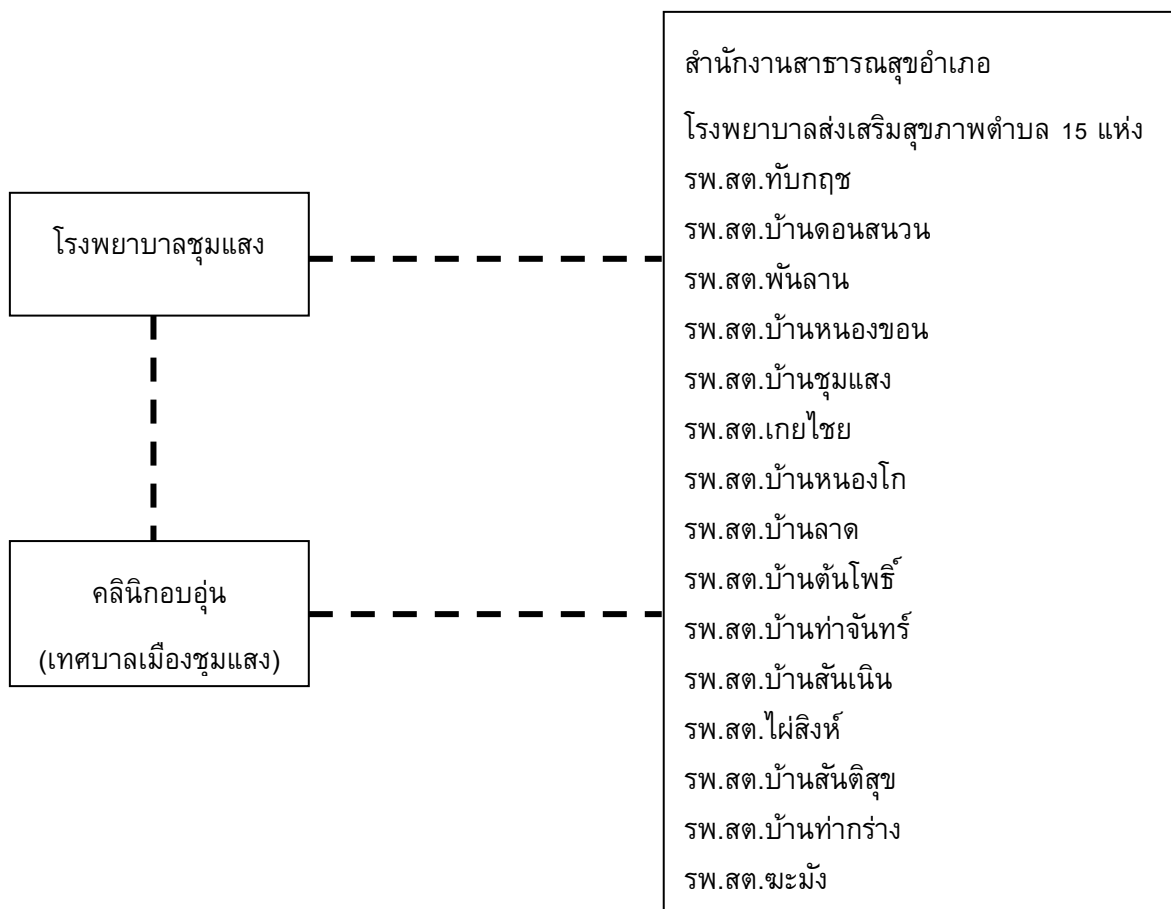 โรงพยาบาลชุมแสง
คลินิกอบอุ่น
(เทศบาลเมืองชุมแสง)
สำนักงานสาธารณสุขอำเภอ
โรงพยาบาลส่งเสริมสุขภาพตำบล 15 แห่ง
รพ.สต.ทับกฤช
รพ.สต.บ้านดอนสนวน
รพ.สต.พันลาน
รพ.สต.บ้านหนองขอน
รพ.สต.บ้านชุมแสง
รพ.สต.เกยไชย
รพ.สต.บ้านหนองโก
รพ.สต.บ้านลาด
รพ.สต.บ้านต้นโพธิ์
รพ.สต.บ้านท่าจันทร์
รพ.สต.บ้านสันเนิน
รพ.สต.ไผ่สิงห์
รพ.สต.บ้านสันติสุข
รพ.สต.บ้านท่ากร่าง
รพ.สต.ฆะมัง